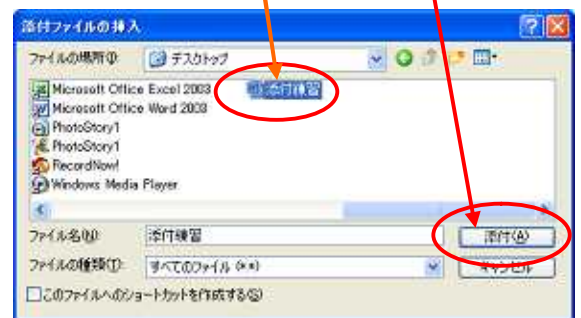 添付ファイルの挿入
ファイルの場所(I): デスクトップ
Microsoft Office Excel 2003 添付練習
Microsoft Office Word 2003
PhotoStory1
PhotoStory1
RecordNow!
Windows Media Player
ファイル名(N): 添付練習 添付(A)
ファイルの種類(T): すべてのファイル (*.*) キャンセル
このファイルへのショートカットを作成する(S)